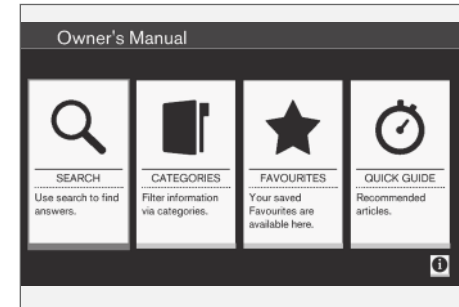 Owner's Manual
SEARCH
Use search to find
answers.
CATEGORIES
Filter information
via categories.
FAVOURITES
Your saved
Favourites are
available here.
QUICK GUIDE
Recommended
articles.
i